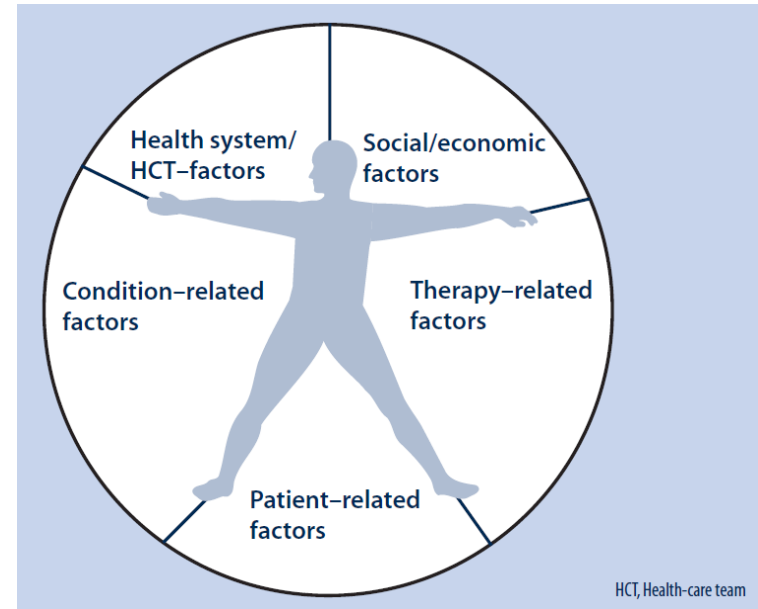 Health system/
HCT–factors
Social/economic
factors
Condition–related
factors
Therapy–related
factors
Patient–related
factors
HCT, Health-care team